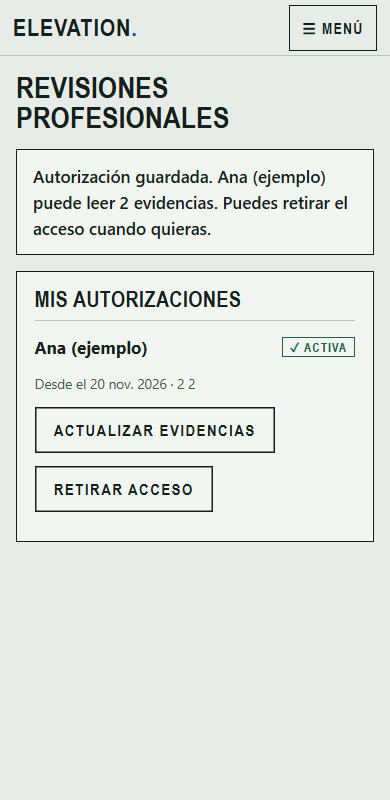 ELEVATION.
☰ MENÚ
REVISIONES
PROFESIONALES
Autorización guardada. Ana (ejemplo)
puede leer 2 evidencias. Puedes retirar el
acceso cuando quieras.
MIS AUTORIZACIONES
Ana (ejemplo)
✓ ACTIVA
Desde el 20 nov. 2026 · 2 2
ACTUALIZAR EVIDENCIAS
RETIRAR ACCESO